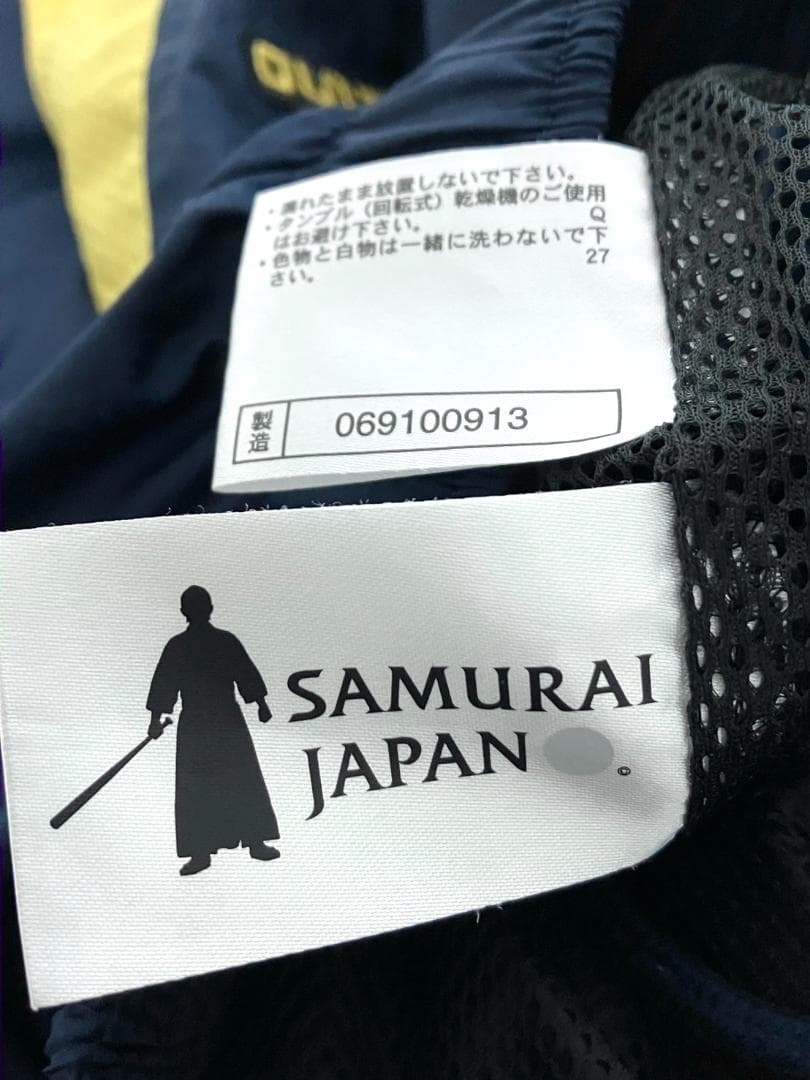 ・濡れたまま放置しないで下さい。
・タンブル（回転式）乾燥機のご使用
はお避け下さい。 Q
・色物と白物は一緒に洗わないで下
さい。 27
製造 069100913
SAMURAI
JAPAN ©